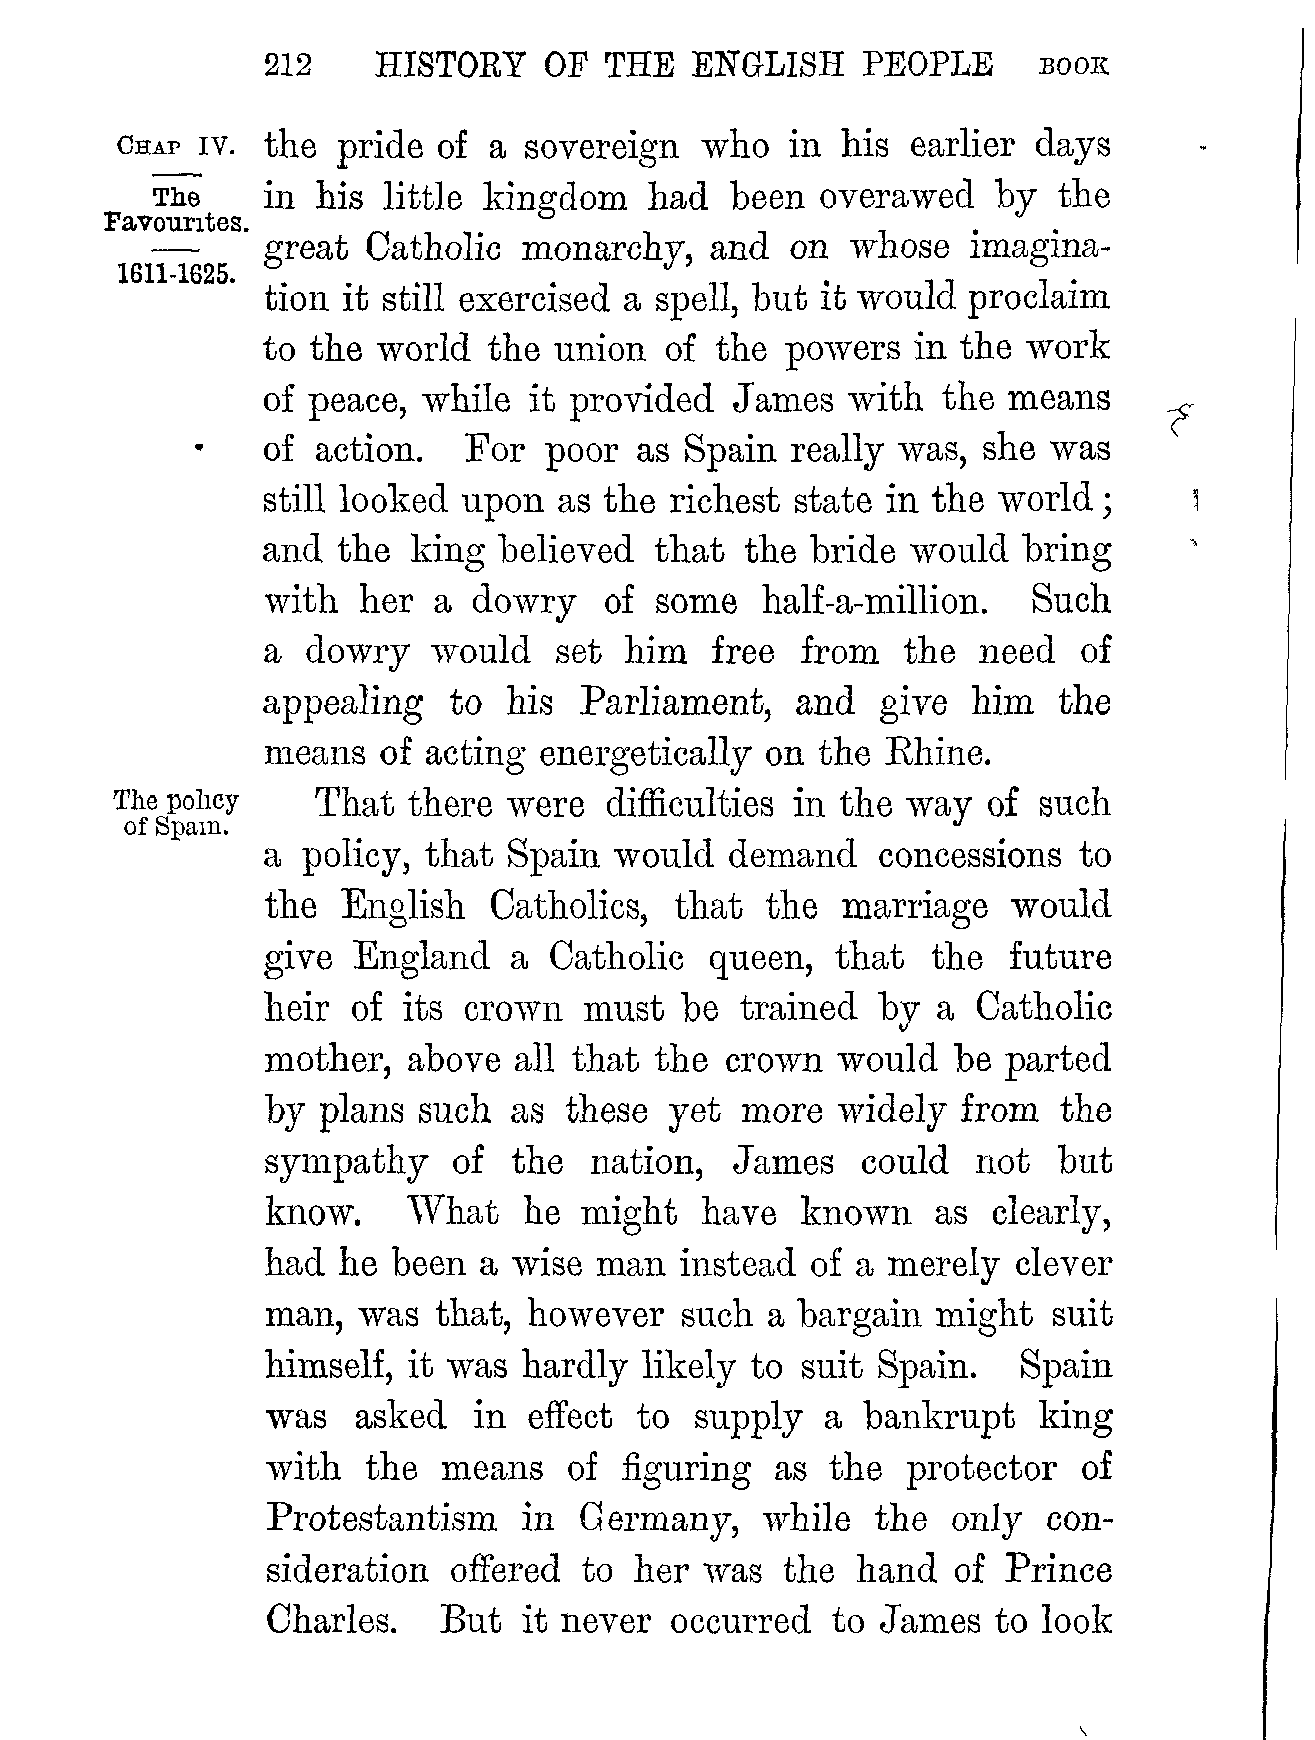 212 HISTORY OF THE ENGLISH PEOPLE BOOK
CHAP IV.
The
Favourites.
1611-1625.
the pride of a sovereign who in his earlier days
in his little kingdom had been overawed by the
great Catholic monarchy, and on whose imagina-
tion it still exercised a spell, but it would proclaim
to the world the union of the powers in the work
of peace, while it provided James with the means
of action. For poor as Spain really was, she was
still looked upon as the richest state in the world;
and the king believed that the bride would bring
with her a dowry of some half-a-million. Such
a dowry would set him free from the need of
appealing to his Parliament, and give him the
means of acting energetically on the Rhine.
The policy
of Spain.
That there were difficulties in the way of such
a policy, that Spain would demand concessions to
the English Catholics, that the marriage would
give England a Catholic queen, that the future
heir of its crown must be trained by a Catholic
mother, above all that the crown would be parted
by plans such as these yet more widely from the
sympathy of the nation, James could not but
know. What he might have known as clearly,
had he been a wise man instead of a merely clever
man, was that, however such a bargain might suit
himself, it was hardly likely to suit Spain. Spain
was asked in effect to supply a bankrupt king
with the means of figuring as the protector of
Protestantism in Germany, while the only con-
sideration offered to her was the hand of Prince
Charles. But it never occurred to James to look